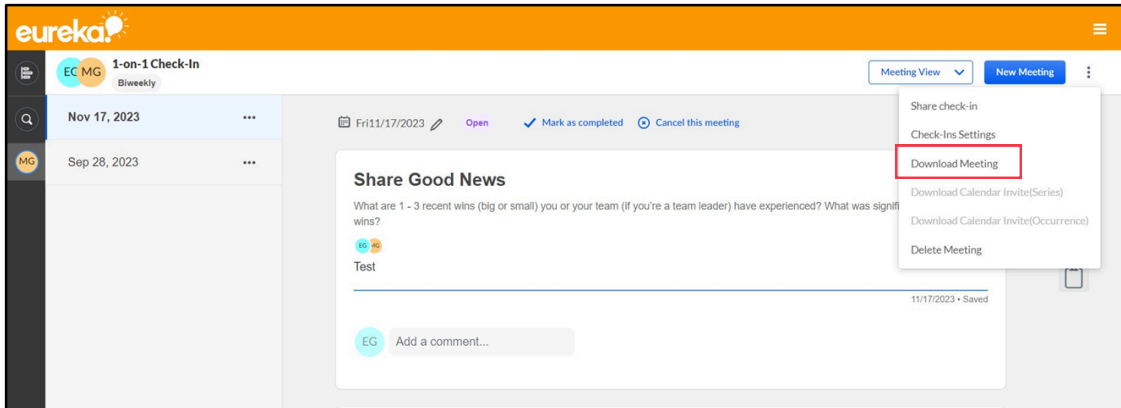 eureka!
EG MG
1-on-1 Check-In
Biweekly
Meeting View
New Meeting
Nov 17, 2023
Sep 28, 2023
MG
Fri11/17/2023
Open
Mark as completed
Cancel this meeting
Share check-in
Check-Ins Settings
Download Meeting
Download Calendar Invite(Series)
Download Calendar Invite(Occurrence)
Delete Meeting
Share Good News
What are 1 - 3 recent wins (big or small) you or your team (if you're a team leader) have experienced? What was
wins?
EG MG
Test
11/17/2023 • Saved
EG
Add a comment...